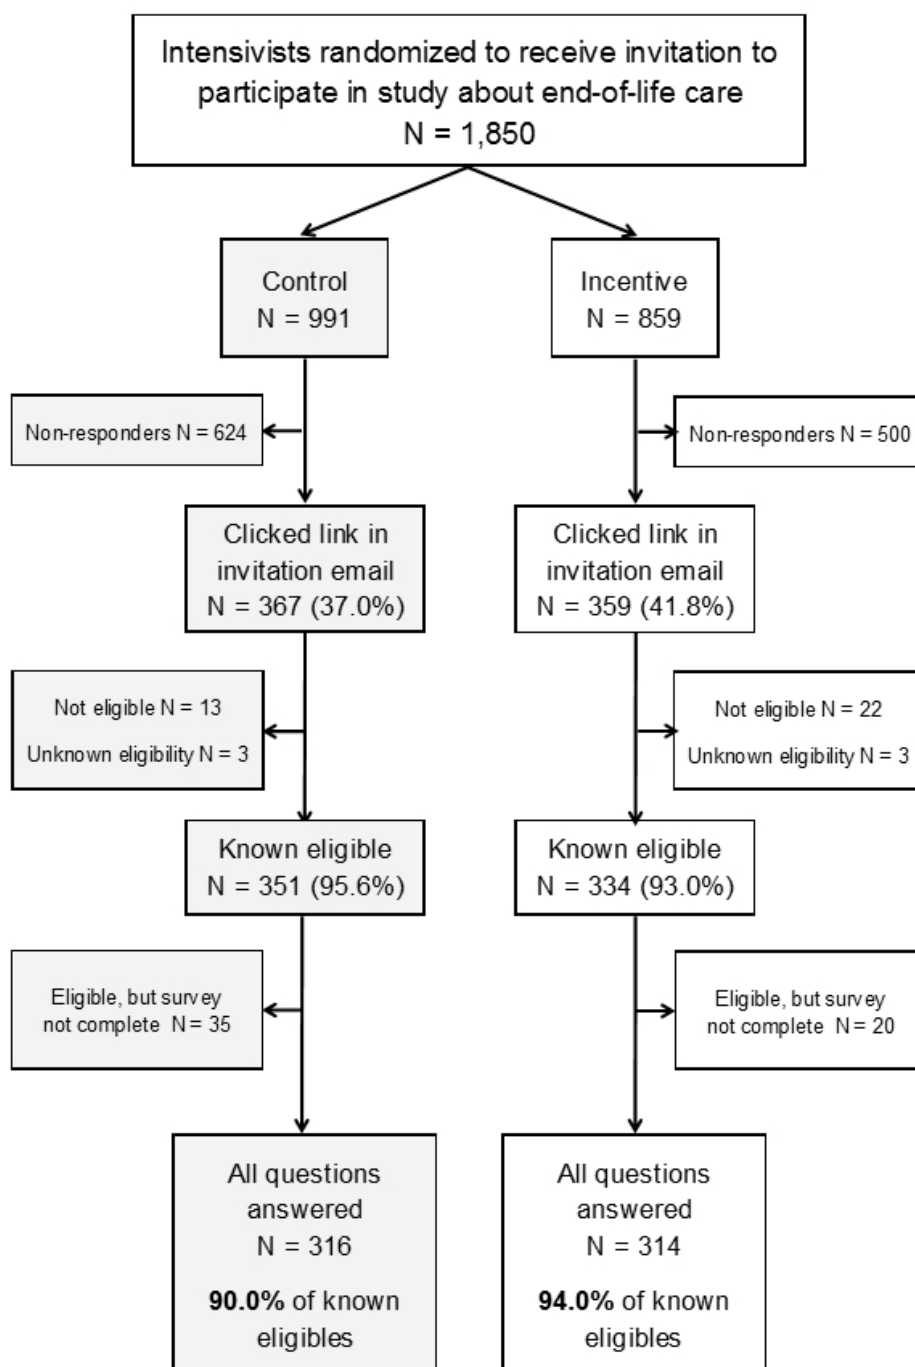 Intensivists randomized to receive invitation to
participate in study about end-of-life care
N = 1,850
Control
N = 991
Incentive
N = 859
Non-responders N = 624
Non-responders N = 500
Clicked link in
invitation email
N = 367 (37.0%)
Clicked link in
invitation email
N = 359 (41.8%)
Not eligible N = 13
Unknown eligibility N = 3
Not eligible N = 22
Unknown eligibility N = 3
Known eligible
N = 351 (95.6%)
Known eligible
N = 334 (93.0%)
Eligible, but survey
not complete N = 35
Eligible, but survey
not complete N = 20
All questions
answered
N = 316
90.0% of known
eligibles
All questions
answered
N = 314
94.0% of known
eligibles